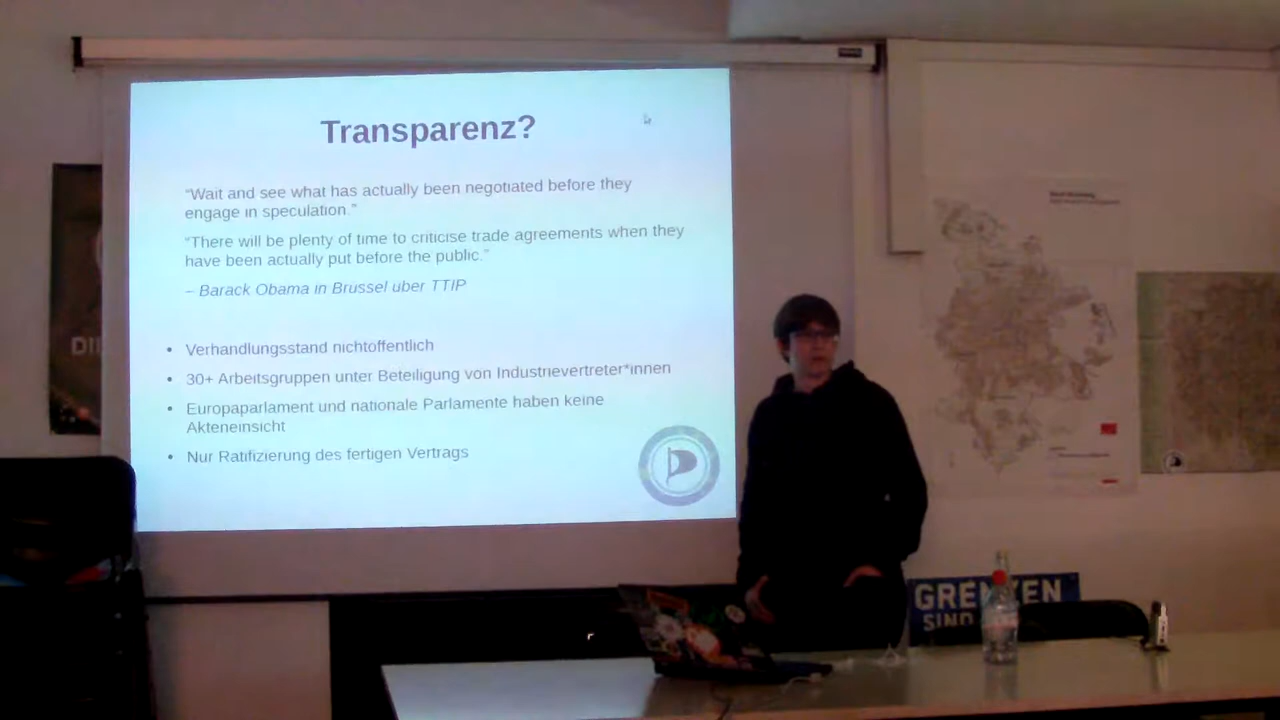 Transparenz?
“Wait and see what has actually been negotiated before they
engage in speculation.”
“There will be plenty of time to criticise trade agreements when they
have been actually put before the public.”
– Barack Obama in Brüssel über TTIP
• Verhandlungsstand nichtöffentlich
• 30+ Arbeitsgruppen unter Beteiligung von Industrievertreter*innen
• Europaparlament und nationale Parlamente haben keine
Akteneinsicht
• Nur Ratifizierung des fertigen Vertrags
DI
GRENZEN
SIND